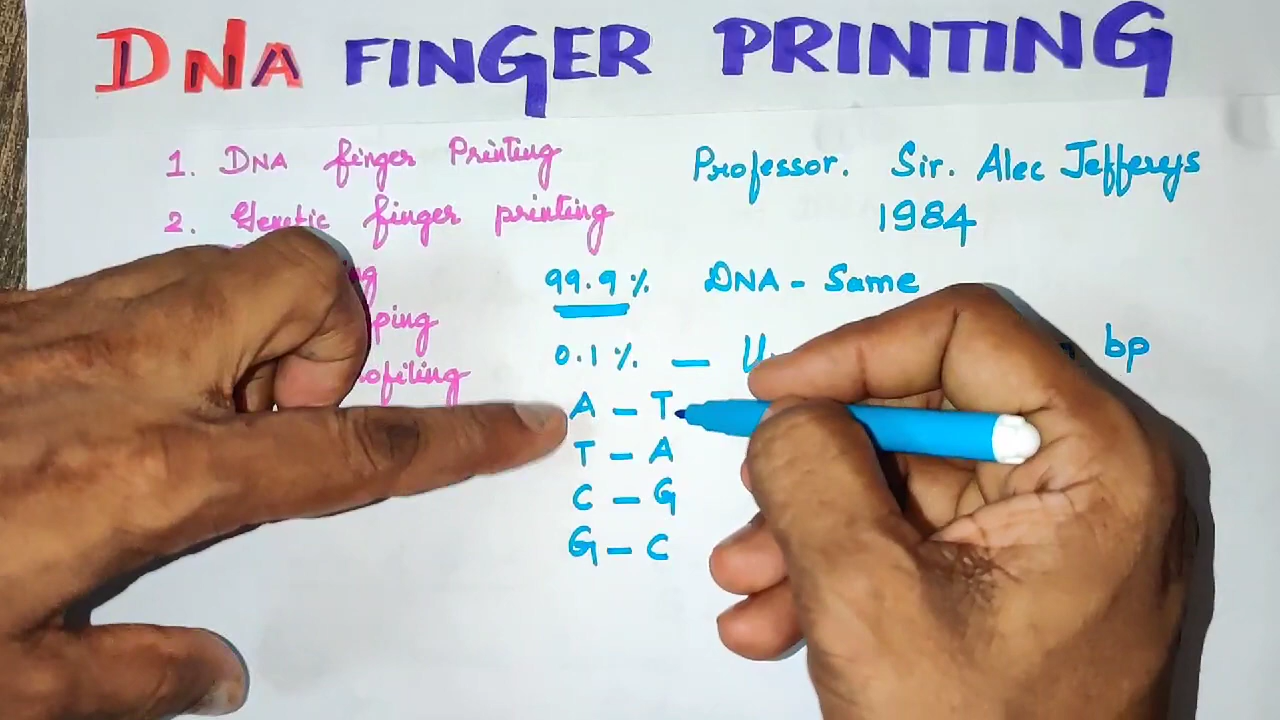 DNA FINGER PRINTING
1. DNA finger Printing
2. Genetic finger printing
Professor. Sir. Alec Jefferys
1984
99.9% DNA - Same
0.1% - bp
A - T
T - A
C - G
G - C